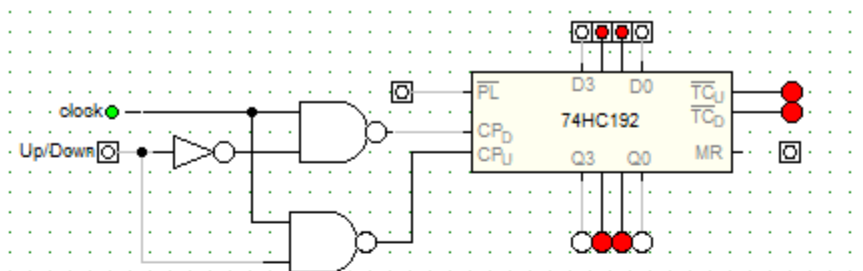 D3 D0
clock
PL TCU
TCD
74HC192
CPD
Up/Down
CPU Q3 Q0 MR